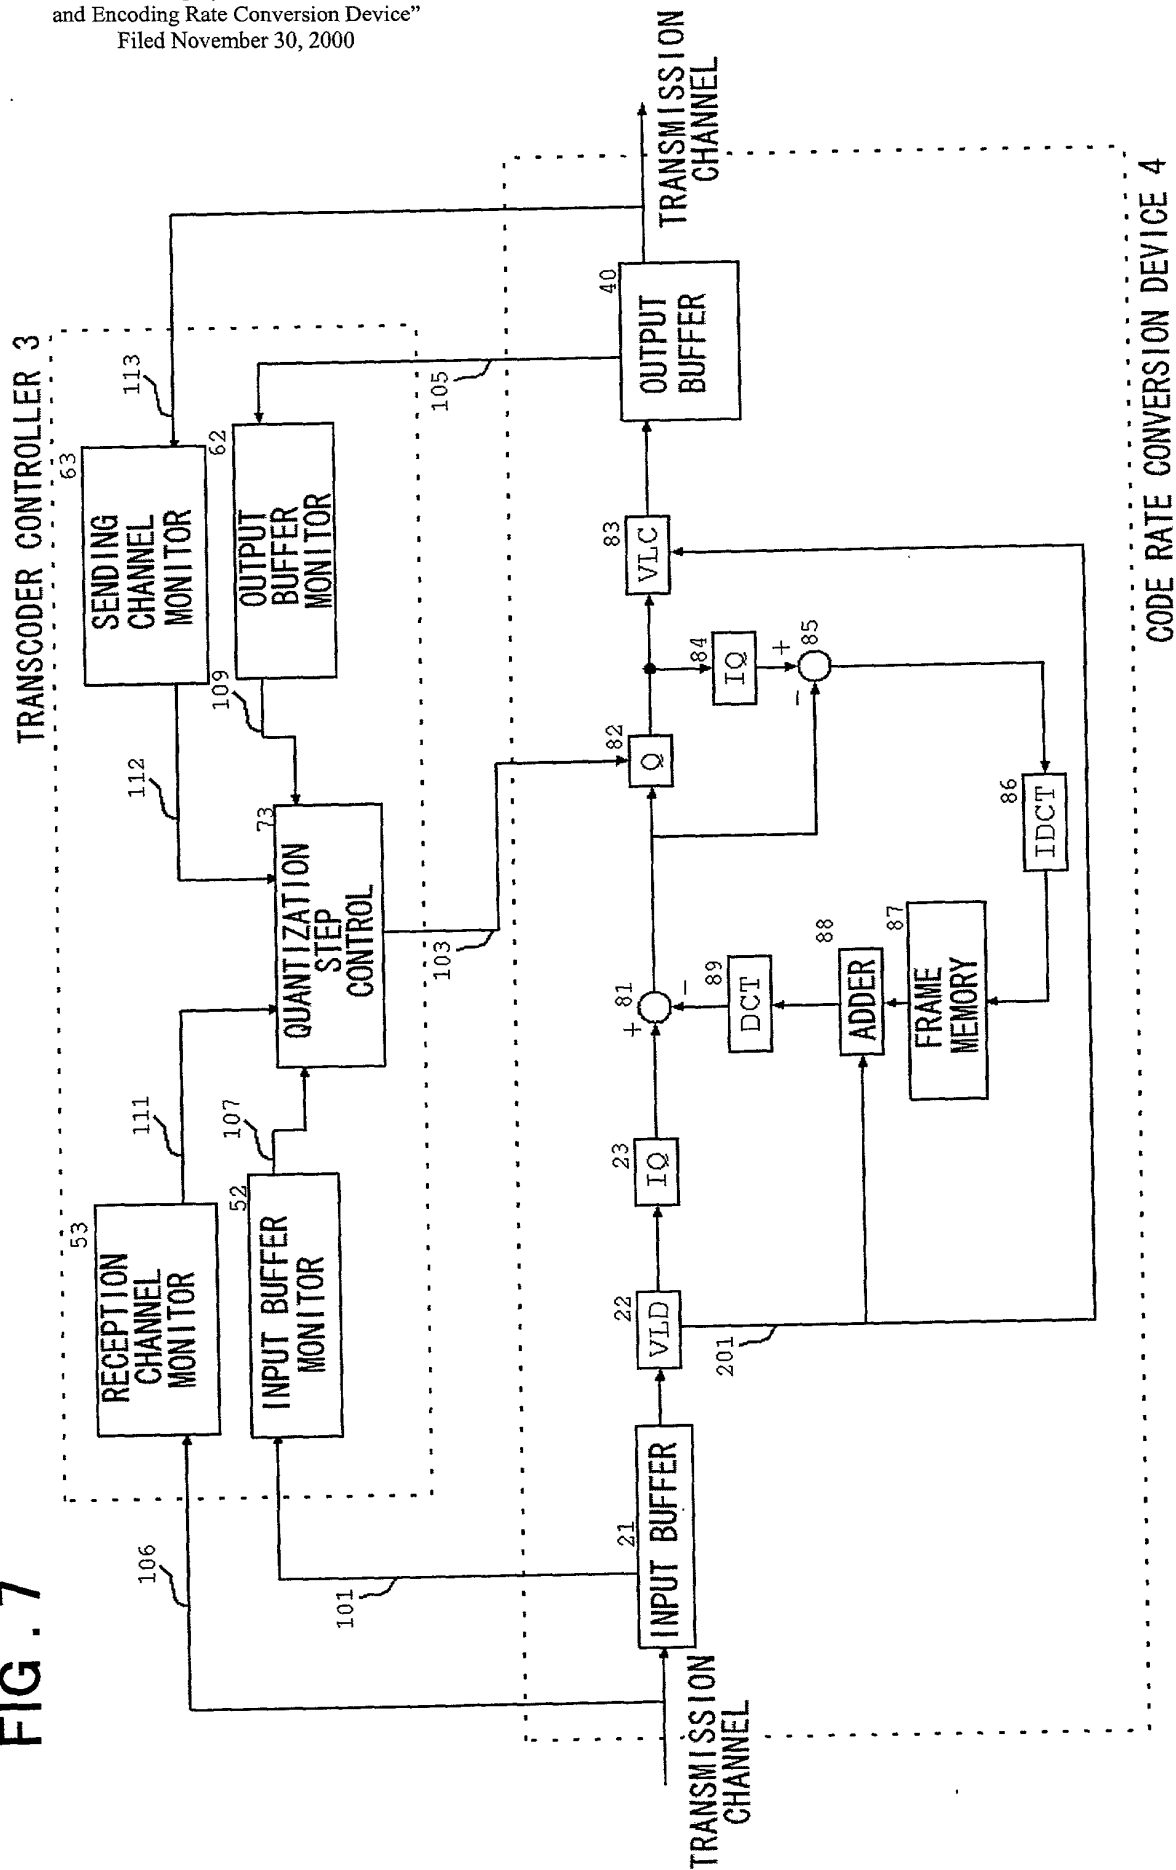 and Encoding Rate Conversion Device”
Filed November 30, 2000
FIG. 7
TRANSCODER CONTROLLER 3
53
RECEPTION
CHANNEL
MONITOR
63
SENDING
CHANNEL
MONITOR
52
INPUT BUFFER
MONITOR
62
OUTPUT
BUFFER
MONITOR
73
QUANTIZATION
STEP
CONTROL
106
101
111
107
112
109
113
103
105
TRANSMISSION
CHANNEL
21
INPUT BUFFER
22
VLD
201
23
IQ
+
81
-
82
Q
84
IQ
+
85
-
83
VLC
40
OUTPUT
BUFFER
TRANSMISSION
CHANNEL
89
DCT
88
ADDER
87
FRAME
MEMORY
86
IDCT
CODE RATE CONVERSION DEVICE 4